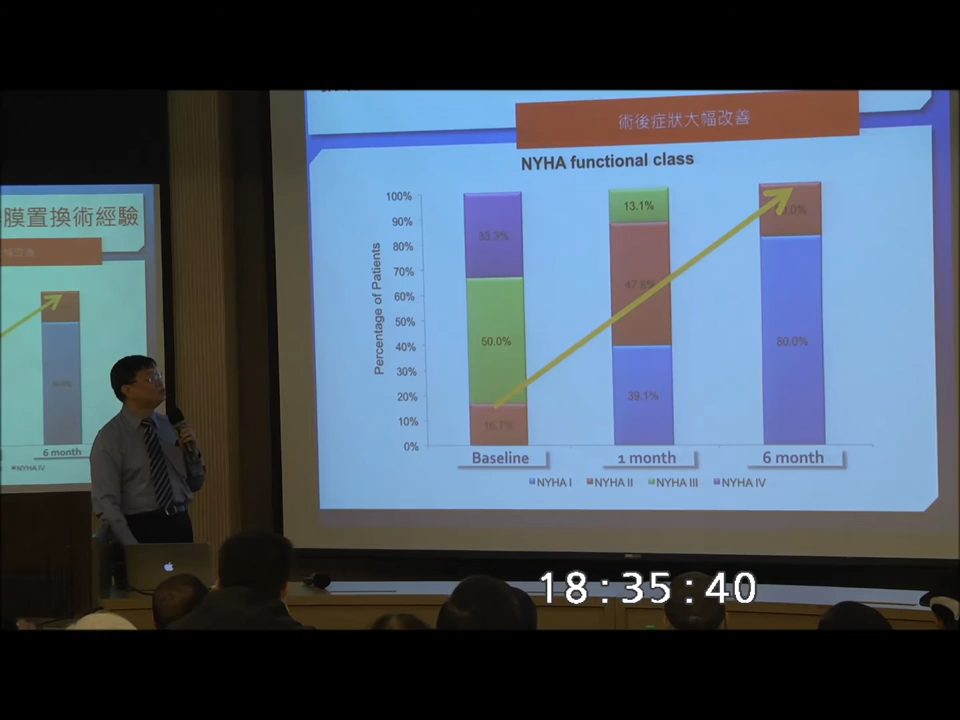 術後症狀大幅改善
NYHA functional class
Percentage of Patients
100%
90%
80%
70%
60%
50%
40%
30%
20%
10%
0%
33.3%
50.0%
16.7%
13.1%
47.8%
39.1%
80.0%
Baseline
1 month
6 month
NYHA I
NYHA II
NYHA III
NYHA IV
膜置換術經驗
6 month
NYHA IV
18:35:40